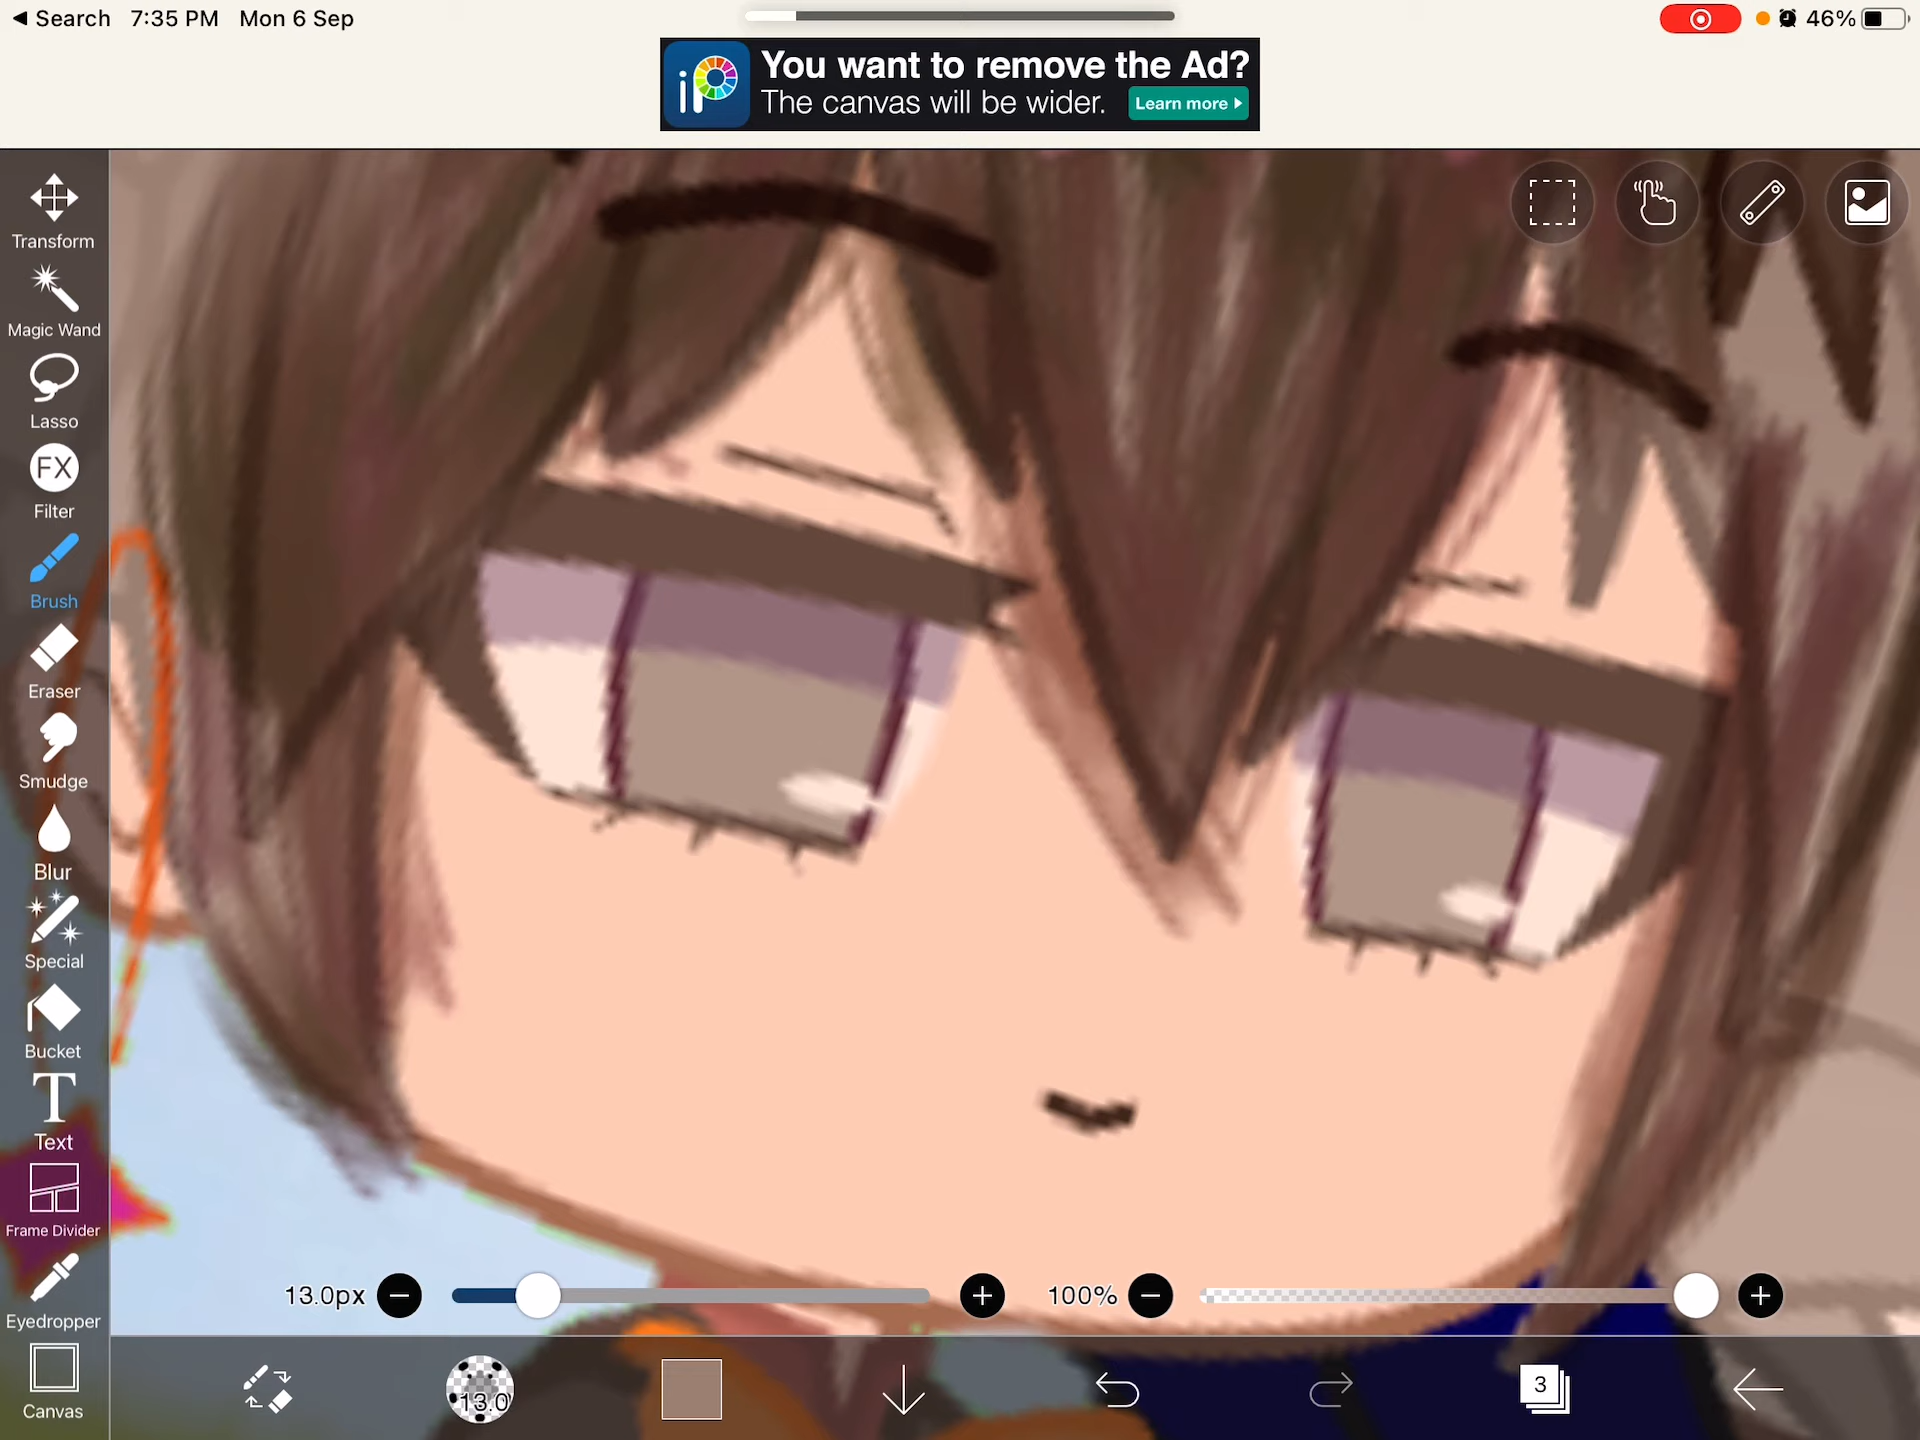 Search 7:35 PM Mon 6 Sep
46%
iP
You want to remove the Ad?
The canvas will be wider.
Learn more
Transform
Magic Wand
Lasso
FX
Filter
Brush
Eraser
Smudge
Blur
Special
Bucket
T
Text
Frame Divider
Eyedropper
Canvas
13.0px
100%
13.0
3